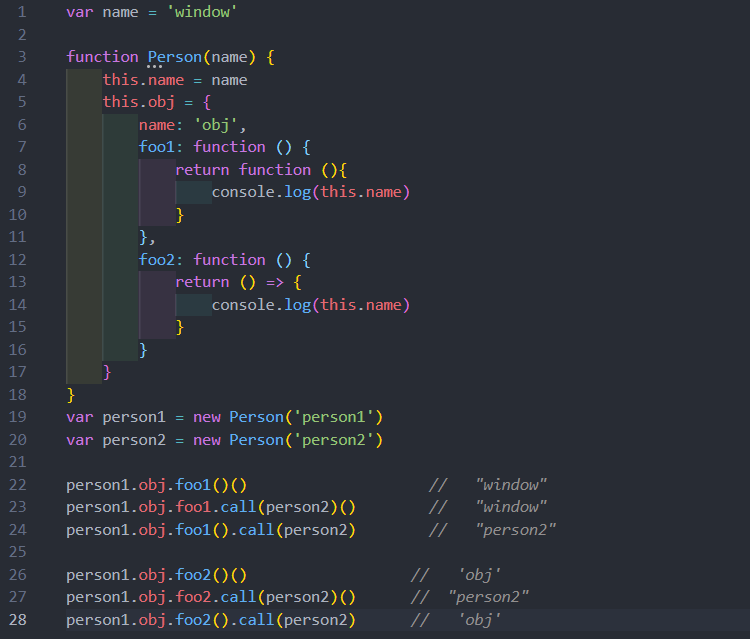 1 var name = 'window'
2
3 function Person(name) {
4     this.name = name
5     this.obj = {
6         name: 'obj',
7         foo1: function () {
8             return function (){
9                 console.log(this.name)
10             }
11         },
12         foo2: function () {
13             return () => {
14                 console.log(this.name)
15             }
16         }
17     }
18 }
19 var person1 = new Person('person1')
20 var person2 = new Person('person2')
21
22 person1.obj.foo1()()                    //   "window"
23 person1.obj.foo1.call(person2)()        //   "window"
24 person1.obj.foo1().call(person2)        //   "person2"
25
26 person1.obj.foo2()()                  //   'obj'
27 person1.obj.foo2.call(person2)()      //  "person2"
28 person1.obj.foo2().call(person2)      //   'obj'